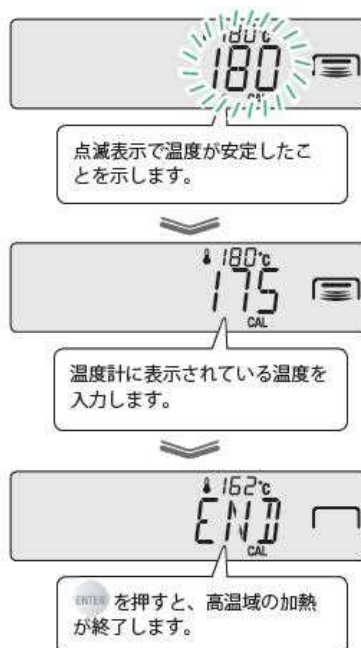 180℃
180
CAL
点滅表示で温度が安定したこ
とを示します。
180℃
175
CAL
温度計に表示されている温度を
入力します。
162℃
END
CAL
ENTER を押すと、高温域の加熱
が終了します。